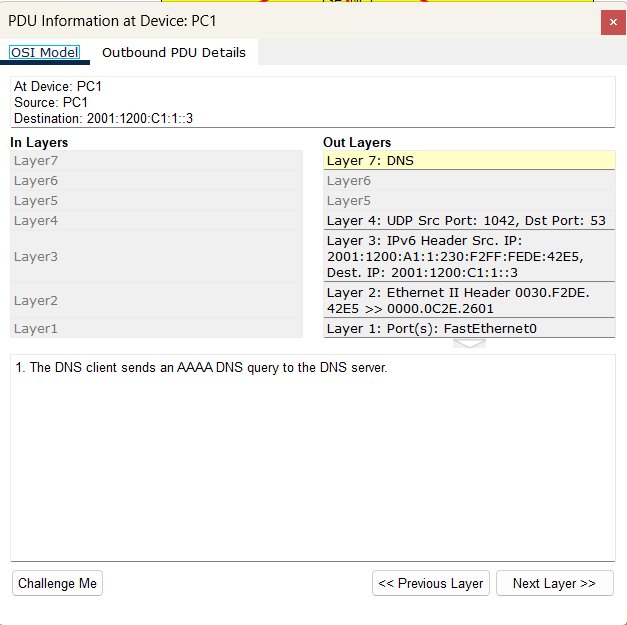 PDU Information at Device: PC1
OSI Model
Outbound PDU Details
At Device: PC1
Source: PC1
Destination: 2001:1200:C1:1::3
In Layers
Layer7
Layer6
Layer5
Layer4
Layer3
Layer2
Layer1
Out Layers
Layer 7: DNS
Layer6
Layer5
Layer 4: UDP Src Port: 1042, Dst Port: 53
Layer 3: IPv6 Header Src. IP:
2001:1200:A1:1:230:F2FF:FEDE:42E5,
Dest. IP: 2001:1200:C1:1::3
Layer 2: Ethernet II Header 0030.F2DE.
42E5 >> 0000.0C2E.2601
Layer 1: Port(s): FastEthernet0
1. The DNS client sends an AAAA DNS query to the DNS server.
Challenge Me
<< Previous Layer
Next Layer >>